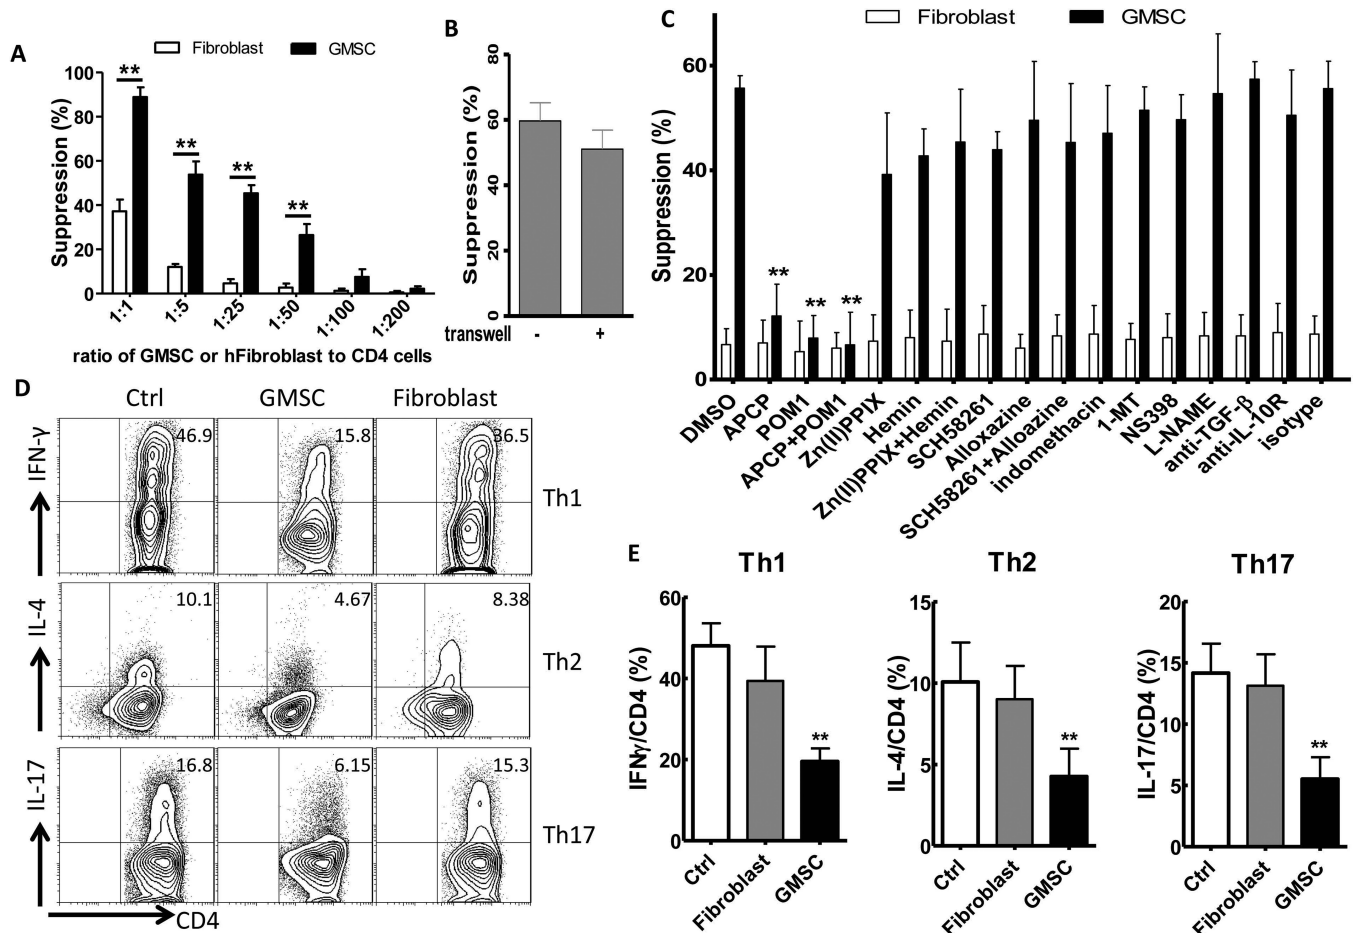 A
Fibroblast GMSC
Suppression (%)
100
80
60
40
20
0
** ** ** **
1:1 1:5 1:25 1:50 1:100 1:200
ratio of GMSC or hFibroblast to CD4 cells
B
Suppression (%)
80
60
40
20
0
transwell - +
C
Fibroblast GMSC
Suppression (%)
60
40
20
0
** ** **
DMSO
APCP
POM1
APCP+POM1
Zn(II)PPIX
Hemin
Zn(II)PPIX+Hemin
SCH58261
Alloxazine
SCH58261+Alloazine
indomethacin
1-MT
NS398
L-NAME
anti-TGF-β
anti-IL-10R
isotype
D
Ctrl GMSC Fibroblast
IFN-γ
46.9 15.8 36.5
Th1
IL-4
10.1 4.67 8.38
Th2
IL-17
16.8 6.15 15.3
Th17
CD4
E
Th1
IFNγ/CD4 (%)
60
40
20
0
**
Ctrl Fibroblast GMSC
Th2
IL-4/CD4 (%)
15
10
5
0
**
Ctrl Fibroblast GMSC
Th17
IL-17/CD4 (%)
20
15
10
5
0
**
Ctrl Fibroblast GMSC